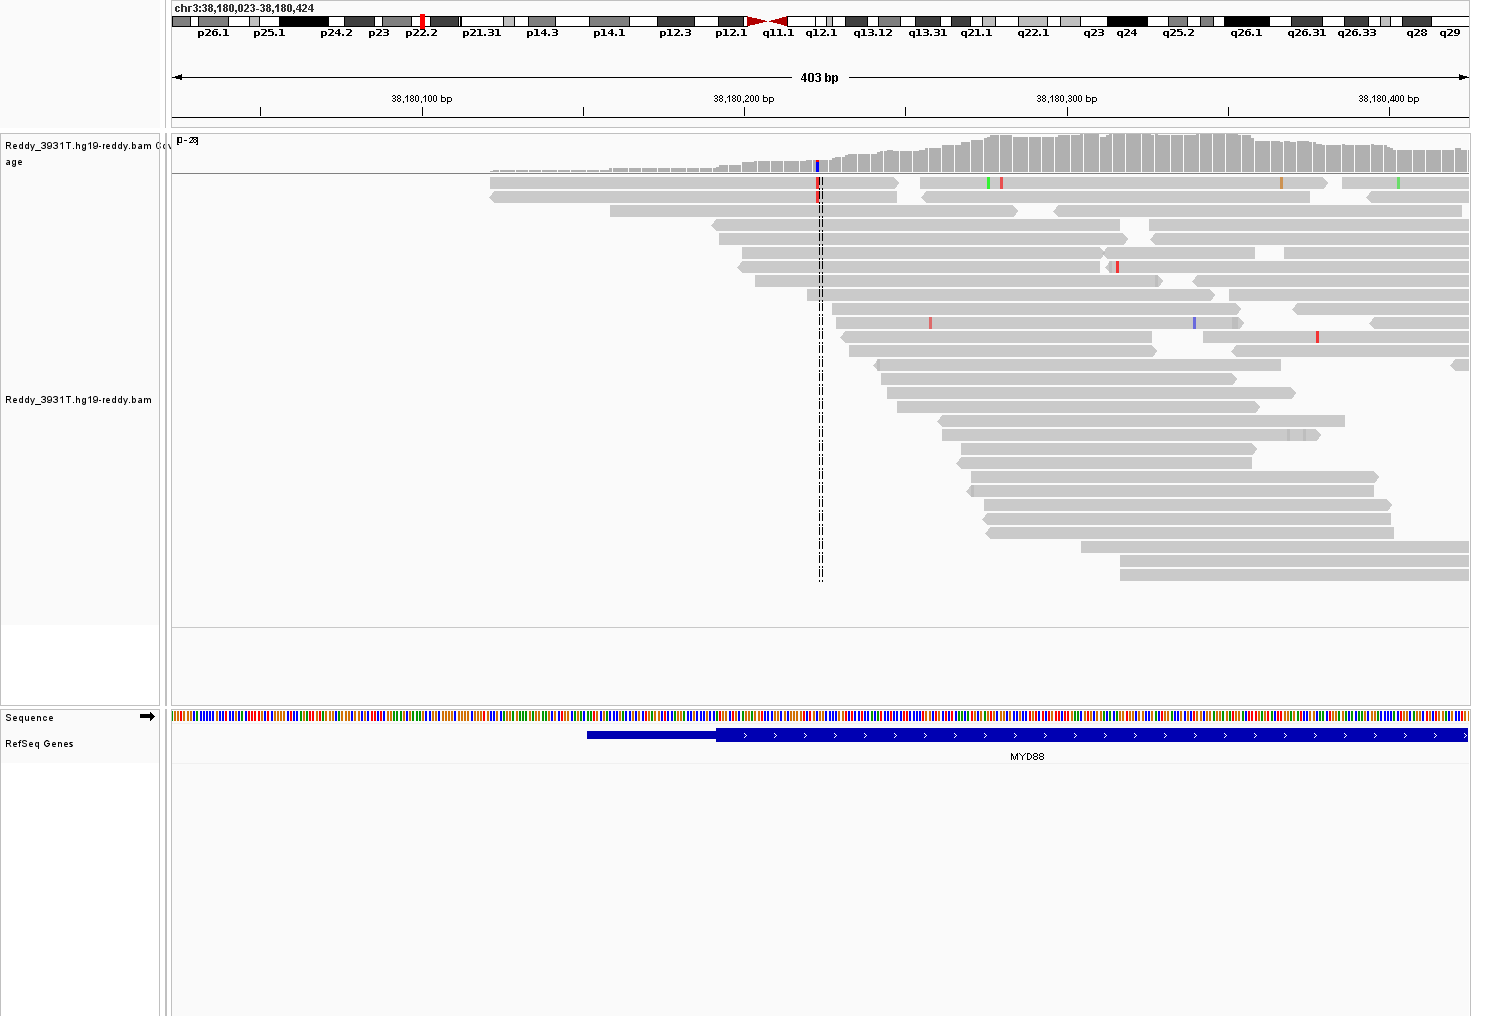 chr3:38,180,023-38,180,424
p26.1 p25.1 p24.2 p23 p22.2 p21.31 p14.3 p14.1 p12.3 p12.1 q11.1 q12.1 q13.12 q13.31 q21.1 q22.1 q23 q24 q25.2 q26.1 q26.31 q26.33 q28 q29
403 bp
38,180,100 bp 38,180,200 bp 38,180,300 bp 38,180,400 bp
Reddy_3931T.hg19-reddy.bam Cov
age
Reddy_3931T.hg19-reddy.bam
Sequence
RefSeq Genes
MYD88